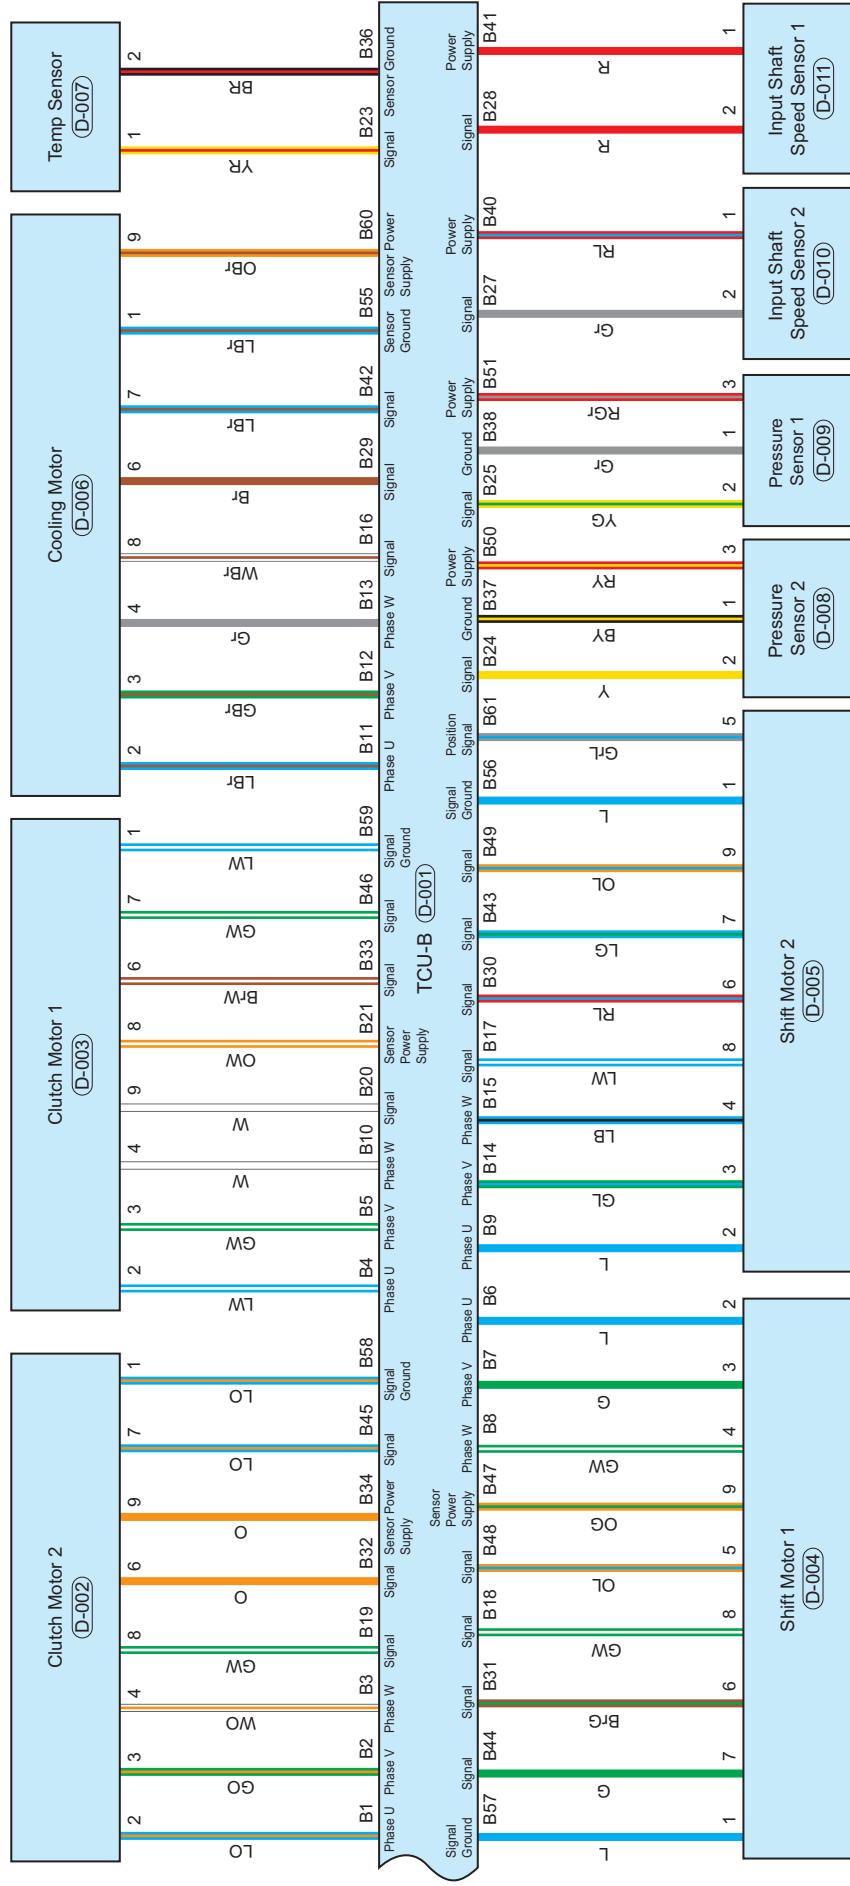 Clutch Motor 2
D-002
2 3 4 8 6 9 7 1
LO GO WO GW O O LO LO
B1 B2 B3 B19 B32 B34 B45 B58
Phase U Phase V Phase W Signal Signal Sensor Power Signal Signal
Supply Ground
Clutch Motor 1
D-003
2 3 4 9 8 6 7 1
LW GW W W OW BrW GW LW
B4 B5 B10 B20 B21 B33 B46 B59
Phase U Phase V Phase W Signal Sensor Signal Signal Signal
Power Ground
Supply
Cooling Motor
D-006
2 3 4 8 6 7 1 9
LBr GBr Gr WBr Br LBr LBr OBr
B11 B12 B13 B16 B29 B42 B55 B60
Phase U Phase V Phase W Signal Signal Signal Sensor Sensor Power
Ground Supply
Temp Sensor
D-007
1 2
YR BR
B23 B36
Signal Sensor Ground
TCU-B D-001
Signal Signal Signal Signal Signal Sensor Phase W Phase V Phase U
Ground Power
Supply
B57 B44 B31 B18 B48 B47 B8 B7 B6
L G BrG GW OL OG GW G L
1 7 6 8 5 9 4 3 2
Shift Motor 1
D-004
Phase U Phase V Phase W Signal Signal Signal Signal Signal Position
Ground Signal
B9 B14 B15 B17 B30 B43 B49 B56 B61
L GL LB LW RL LG OL L GrL
2 3 4 8 6 7 9 1 5
Shift Motor 2
D-005
Signal Ground Power
Supply
B24 B37 B50
Y BY RY
2 1 3
Pressure
Sensor 2
D-008
Signal Ground Power
Supply
B25 B38 B51
YG Gr RGr
2 1 3
Pressure
Sensor 1
D-009
Signal Power
Supply
B27 B40
Gr RL
2 1
Input Shaft
Speed Sensor 2
D-010
Signal Power
Supply
B28 B41
R R
2 1
Input Shaft
Speed Sensor 1
D-011